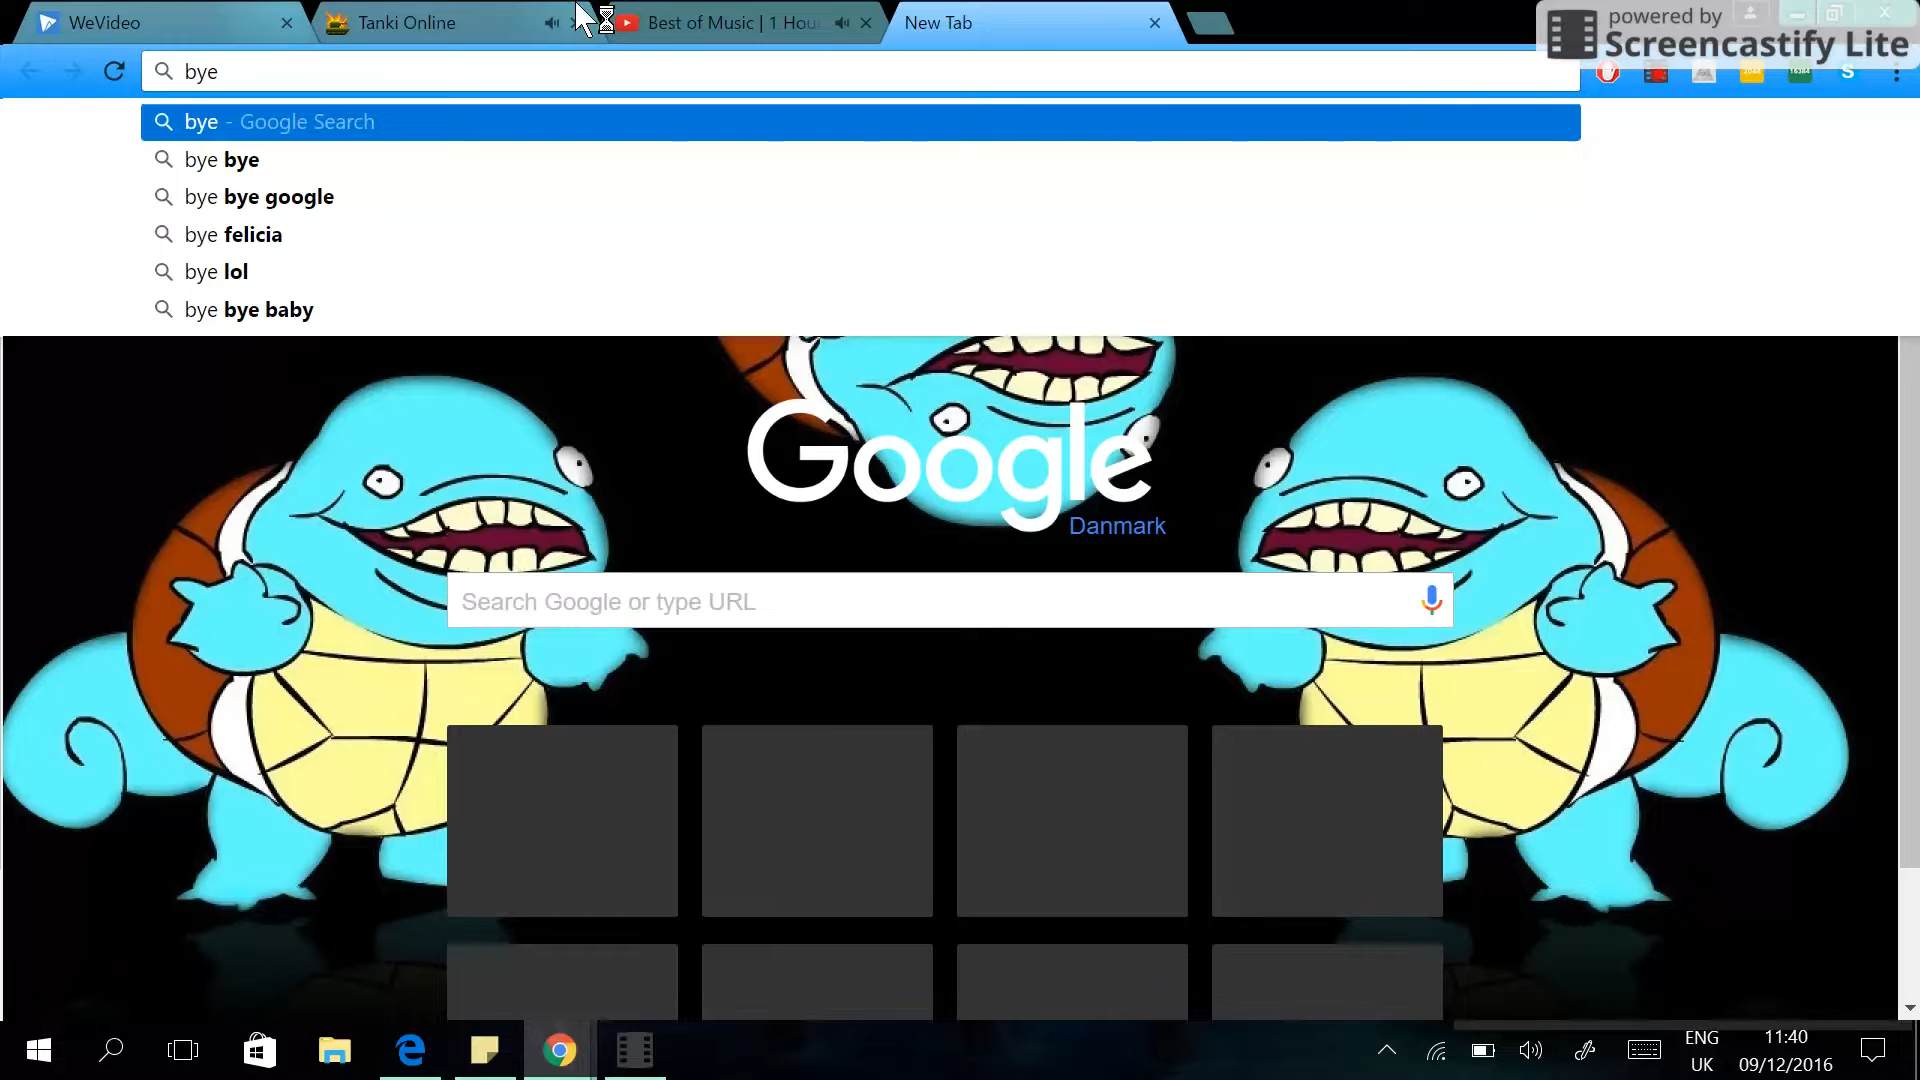 WeVideo
Tanki Online
Best of Music | 1 Hou
New Tab
powered by
Screencastify Lite
bye
2048
16384
S
bye - Google Search
bye bye
bye bye google
bye felicia
bye lol
bye bye baby
Google
Danmark
Search Google or type URL
ENG
UK
11:40
09/12/2016